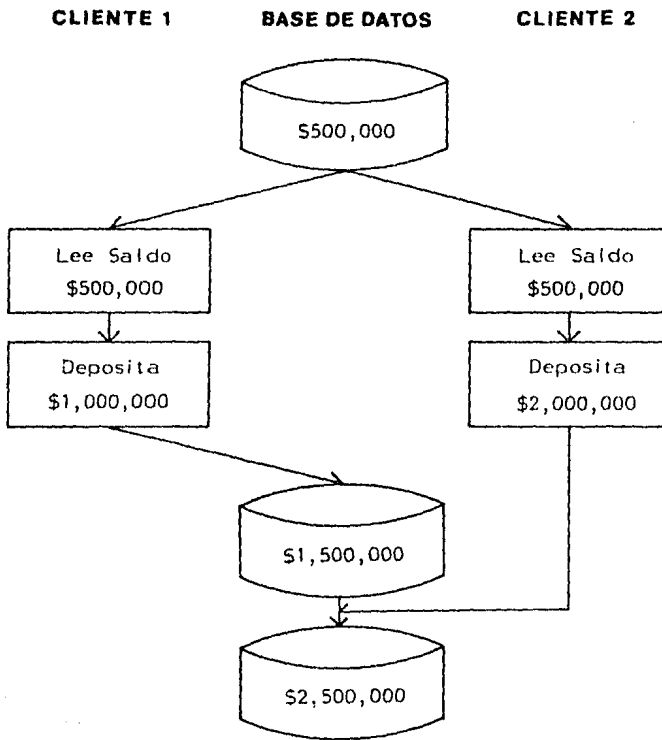 CLIENTE 1 BASE DE DATOS CLIENTE 2
$500,000
Lee Saldo
$500,000
Lee Saldo
$500,000
Deposita
$1,000,000
Deposita
$2,000,000
$1,500,000
$2,500,000